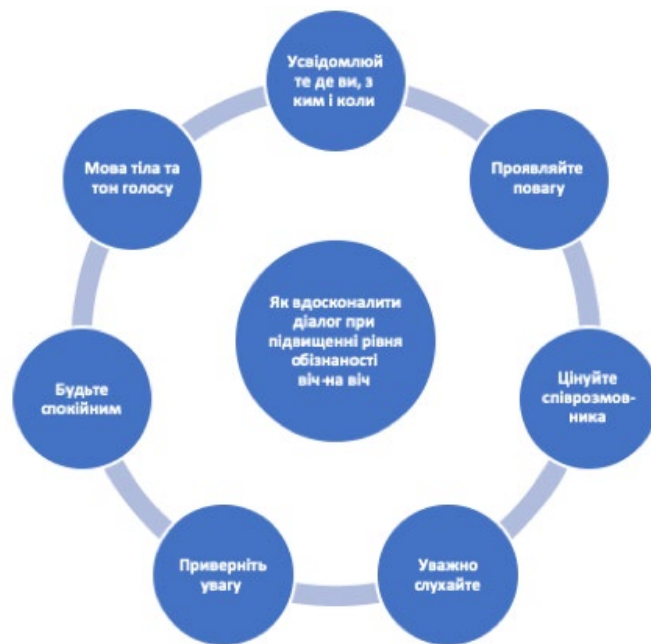 Усвідомлюй
те де ви, з
ким і коли
Проявляйте
повагу
Цінуйте
співрозмов-
ника
Уважно
слухайте
Приверніть
увагу
Будьте
спокійним
Мова тіла та
тон голосу
Як вдосконалити
діалог при
підвищенні рівня
обізнаності
віч-на віч